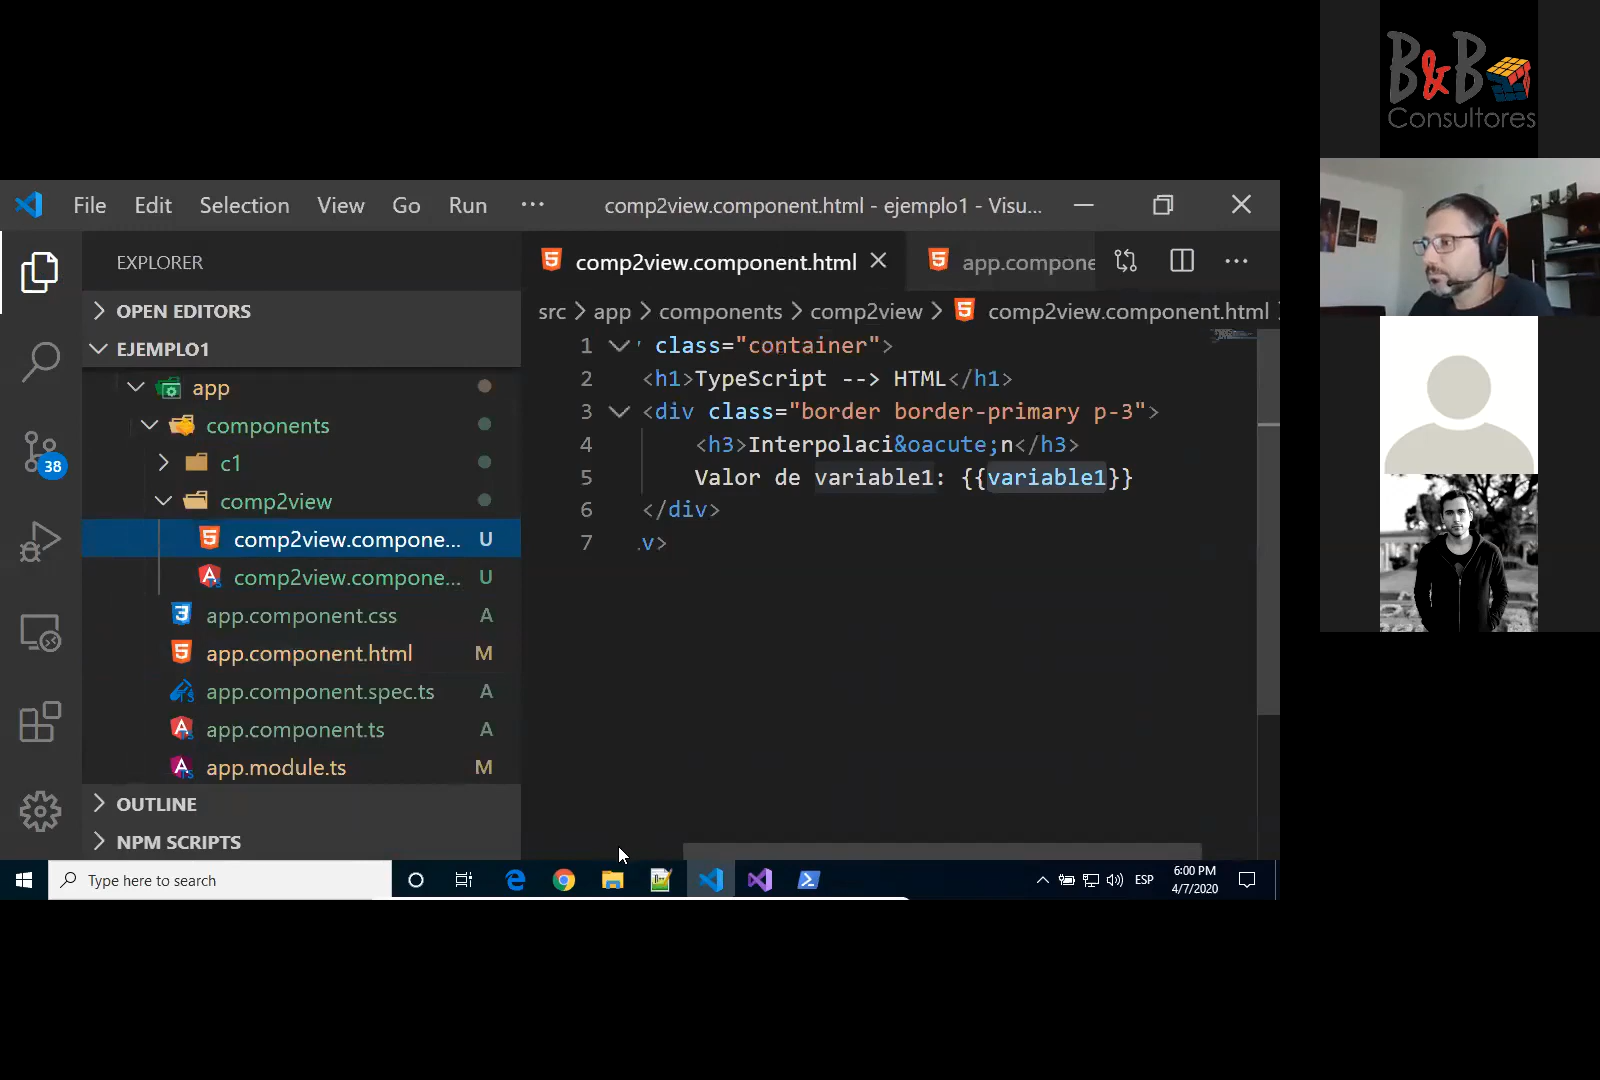 B&B
Consultores
File Edit Selection View Go Run ··· comp2view.component.html - ejemplo1 - Visu...
EXPLORER
OPEN EDITORS
EJEMPLO1
app
components
c1
comp2view
comp2view.compone... U
comp2view.compone... U
app.component.css A
app.component.html M
app.component.spec.ts A
app.component.ts A
app.module.ts M
OUTLINE
NPM SCRIPTS
38
comp2view.component.html app.compone
src > app > components > comp2view > comp2view.component.html
1 class="container">
2 <h1>TypeScript --> HTML</h1>
3 <div class="border border-primary p-3">
4 <h3>Interpolaci&oacute;n</h3>
5 Valor de variable1: {{variable1}}
6 </div>
7 v>
Type here to search
ESP
6:00 PM
4/7/2020